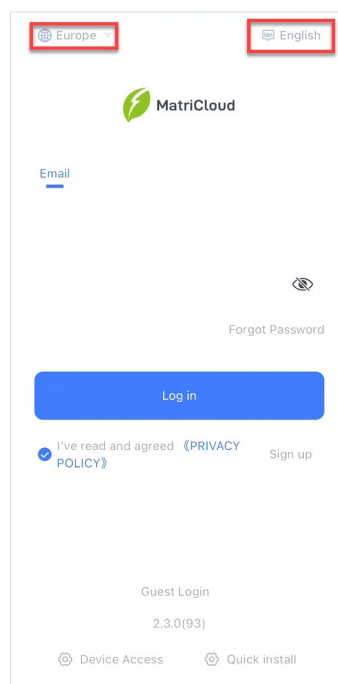 Europe
English
MatriCloud
Email
Forgot Password
Log in
I've read and agreed 《PRIVACY
POLICY》
Sign up
Guest Login
2.3.0(93)
Device Access
Quick install